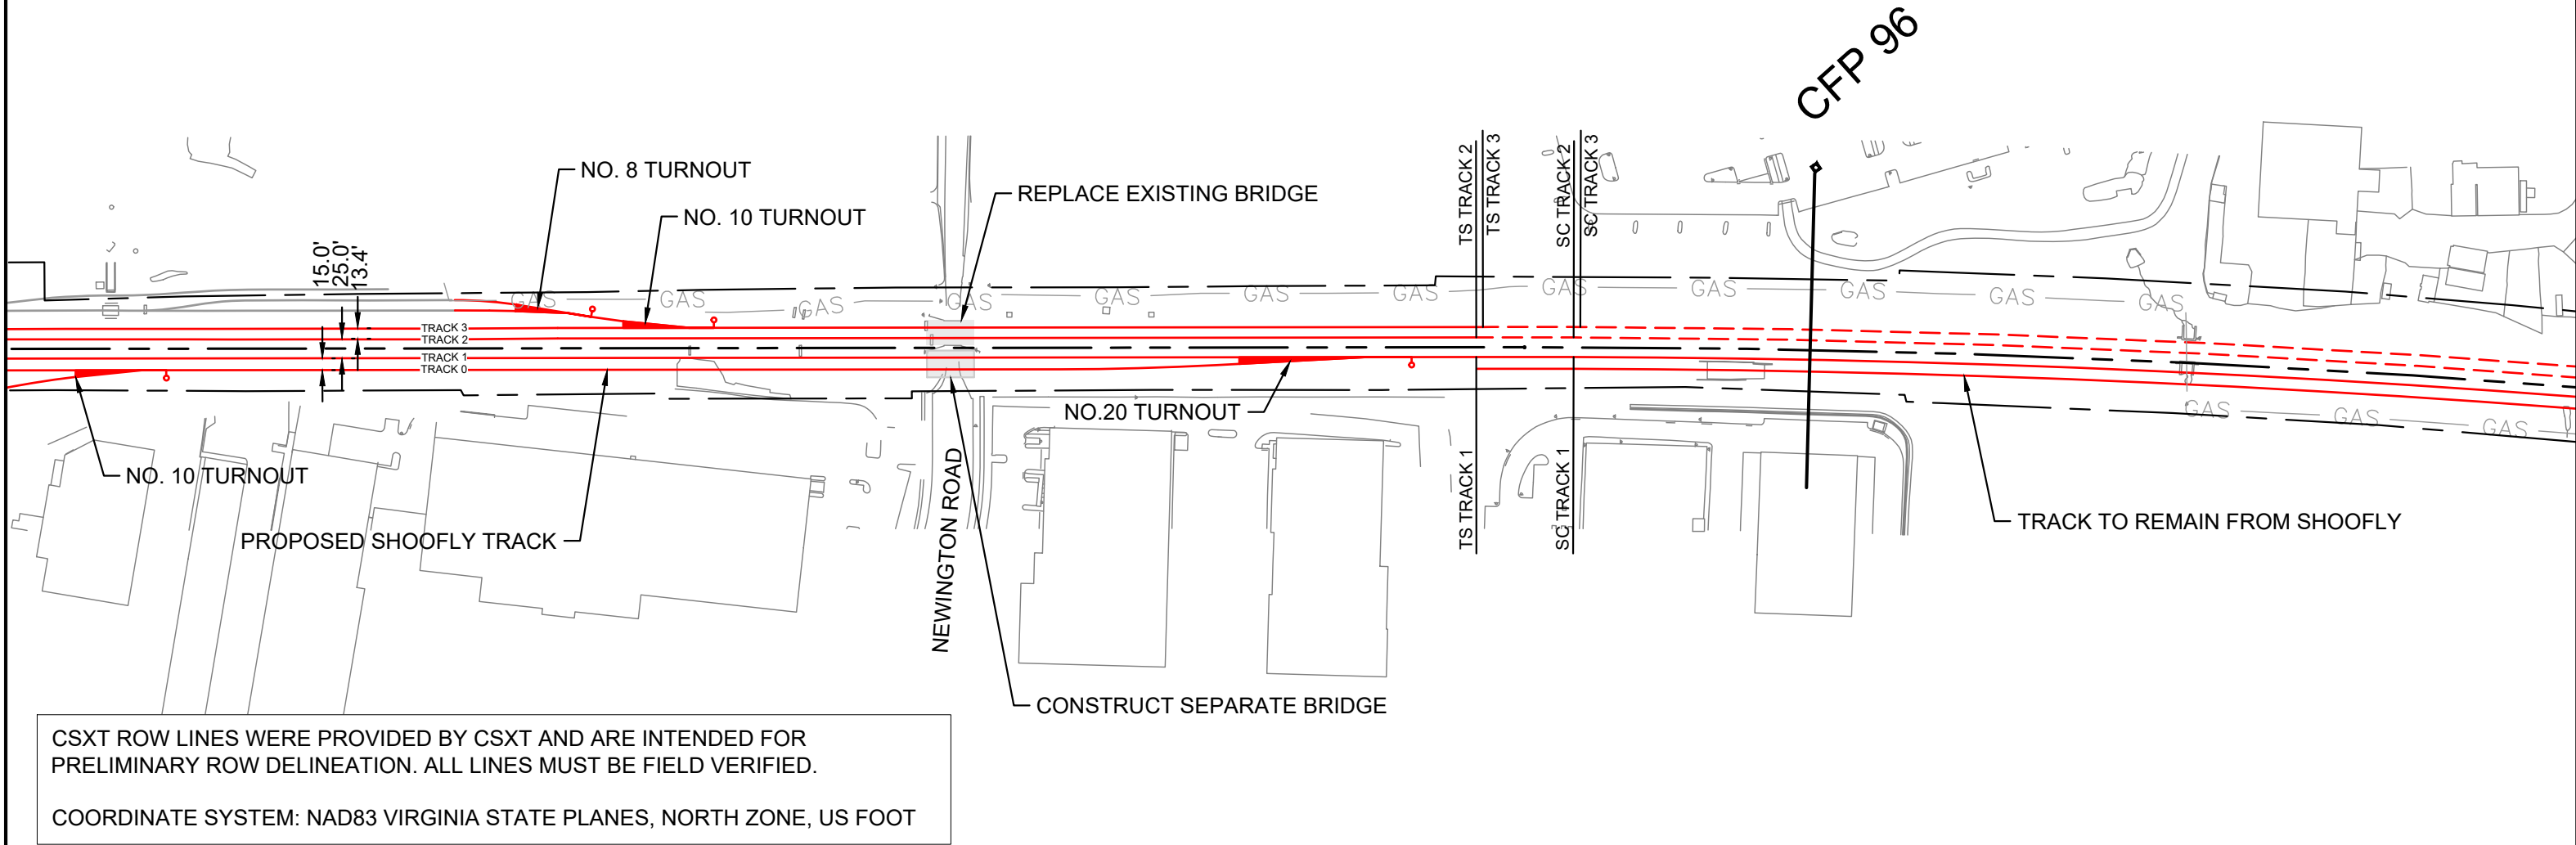 CFP 96
NO. 8 TURNOUT
NO. 10 TURNOUT
REPLACE EXISTING BRIDGE
TS TRACK 2
TS TRACK 3
SC TRACK 2
SC TRACK 3
15.0'
25.0'
13.4'
GAS
GAS
GAS
GAS
GAS
GAS
GAS
GAS
GAS
GAS
GAS
GAS
TRACK 3
TRACK 2
TRACK 1
TRACK 0
GAS
GAS
GAS
NO.20 TURNOUT
NO. 10 TURNOUT
PROPOSED SHOOFLY TRACK
NEWINGTON ROAD
TS TRACK 1
SC TRACK 1
TRACK TO REMAIN FROM SHOOFLY
CONSTRUCT SEPARATE BRIDGE
CSXT ROW LINES WERE PROVIDED BY CSXT AND ARE INTENDED FOR
PRELIMINARY ROW DELINEATION. ALL LINES MUST BE FIELD VERIFIED.
COORDINATE SYSTEM: NAD83 VIRGINIA STATE PLANES, NORTH ZONE, US FOOT